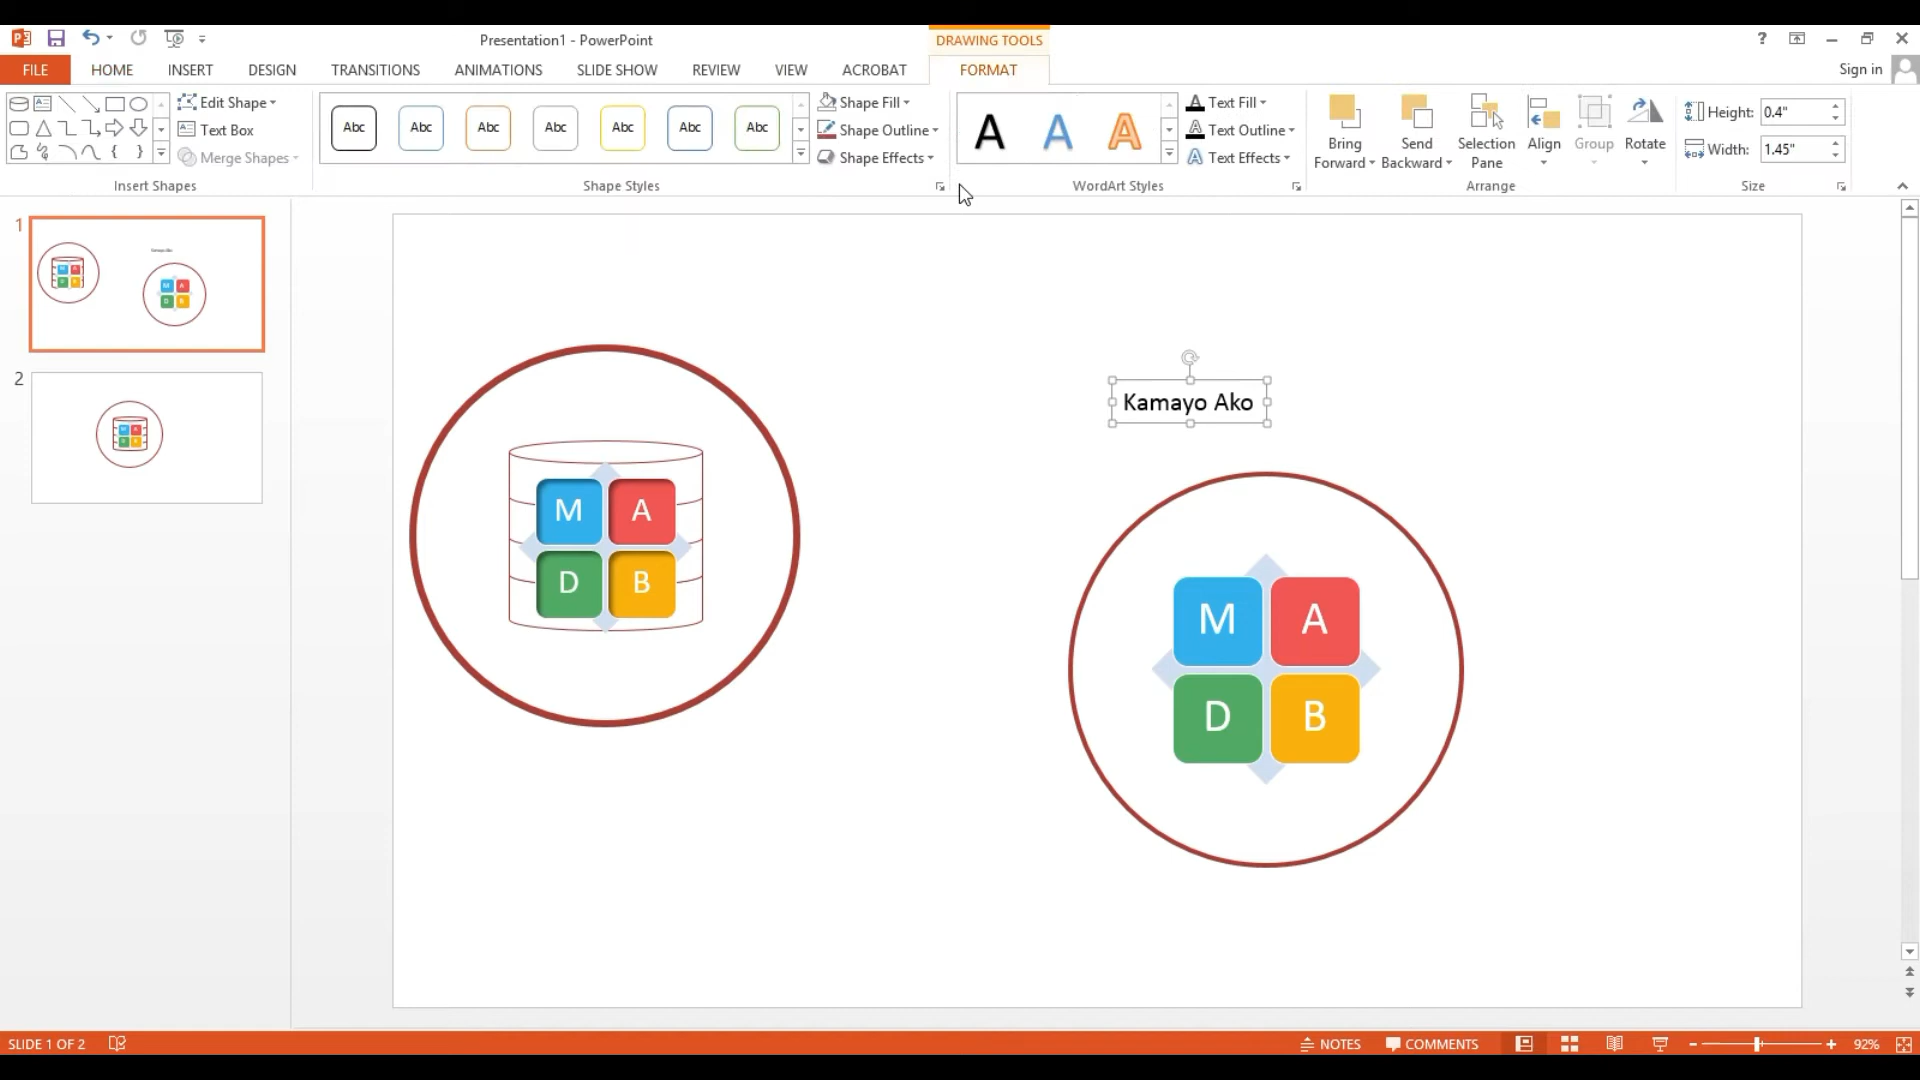 Presentation1 - PowerPoint
DRAWING TOOLS
?
FILE
HOME
INSERT
DESIGN
TRANSITIONS
ANIMATIONS
SLIDE SHOW
REVIEW
VIEW
ACROBAT
FORMAT
Sign in
Edit Shape
Text Box
Merge Shapes
Insert Shapes
Abc
Abc
Abc
Abc
Abc
Abc
Abc
Shape Fill
Shape Outline
Shape Effects
Shape Styles
A
A
A
Text Fill
Text Outline
Text Effects
WordArt Styles
Bring
Forward
Send
Backward
Selection
Pane
Align
Group
Rotate
Arrange
Height: 0.4"
Width: 1.45"
Size
1
Kamayo Ako
M A
D B
M A
D B
2
M A
D B
M A
D B
Kamayo Ako
M A
D B
SLIDE 1 OF 2
NOTES
COMMENTS
92%